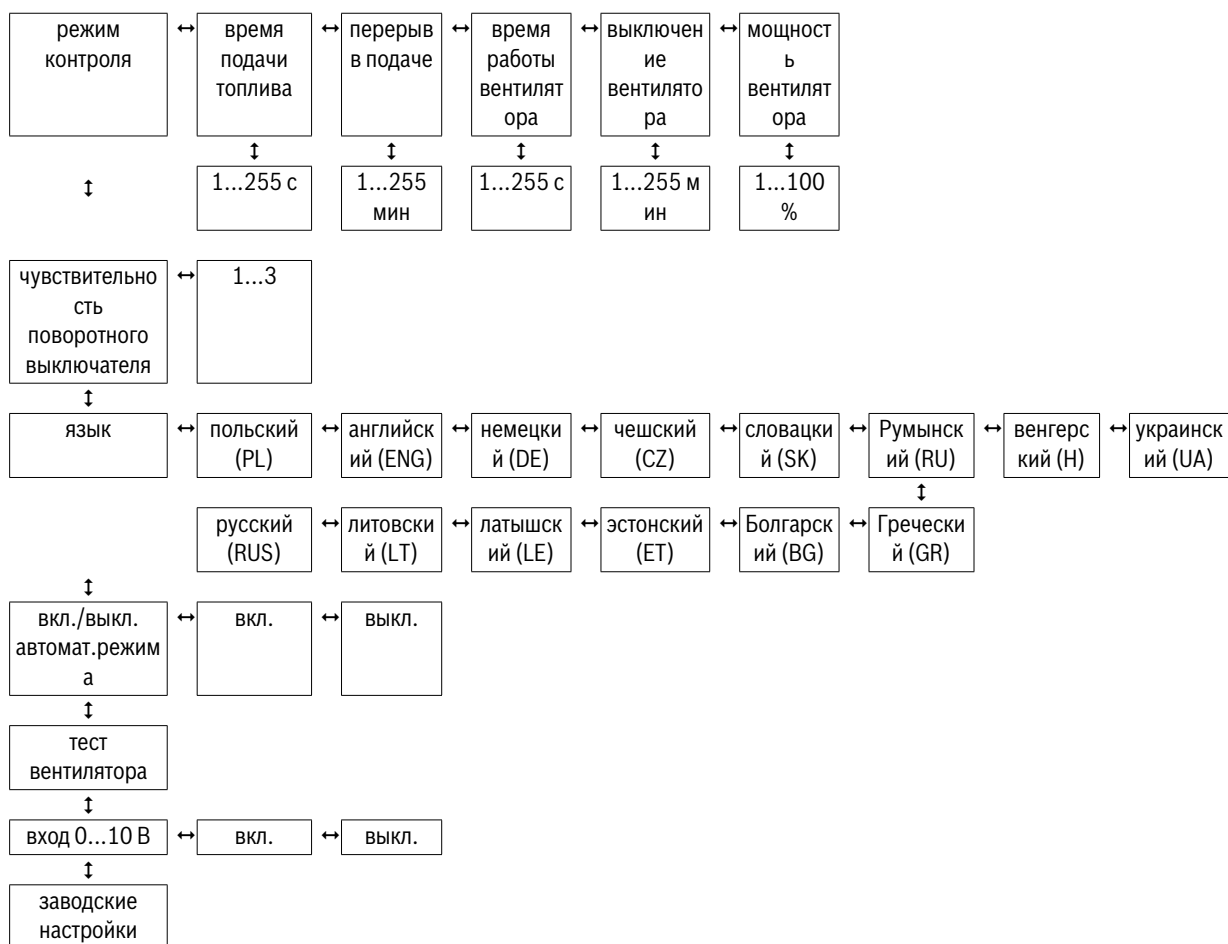 режим
контроля
время
подачи
топлива
перерыв
в подаче
время
работы
вентилят
ора
выключен
ие
вентилято
ра
мощност
ь
вентилят
ора
1...255 с
1...255
мин
1...255 с
1...255 м
ин
1...100
%
чувствительно
сть
поворотного
выключателя
1...3
язык
польский
(PL)
английск
ий (ENG)
немецки
й (DE)
чешский
(CZ)
словацки
й (SK)
Румынск
ий (RU)
венгерс
кий (H)
украинск
ий (UA)
русский
(RUS)
литовски
й (LT)
латышск
ий (LE)
эстонский
(ET)
Болгарск
ий (BG)
Гречески
й (GR)
вкл./выкл.
автомат.режим
а
вкл.
выкл.
тест
вентилятора
вход 0...10 В
вкл.
выкл.
заводские
настройки